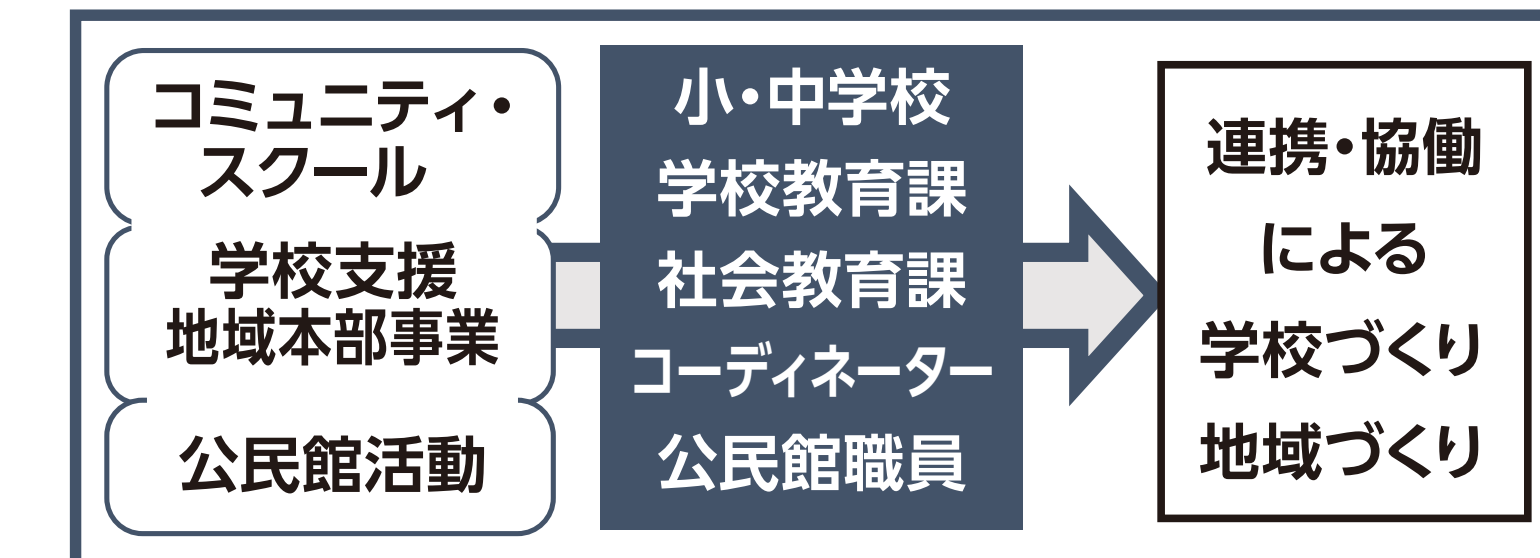 コミュニティ・
スクール
学校支援
地域本部事業
公民館活動
小・中学校
学校教育課
社会教育課
コーディネーター
公民館職員
連携・協働
による
学校づくり
地域づくり